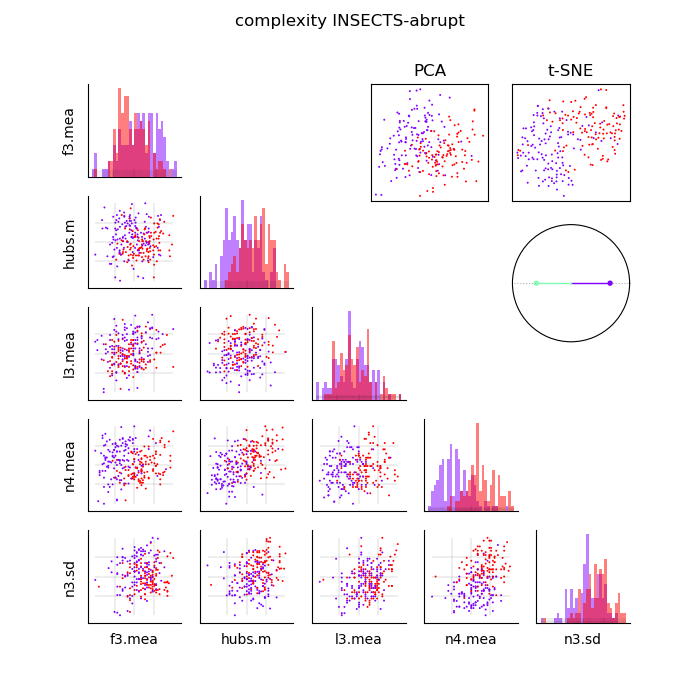 complexity INSECTS-abrupt
PCA
t-SNE
f3.mea
hubs.m
l3.mea
n4.mea
n3.sd
f3.mea
hubs.m
l3.mea
n4.mea
n3.sd